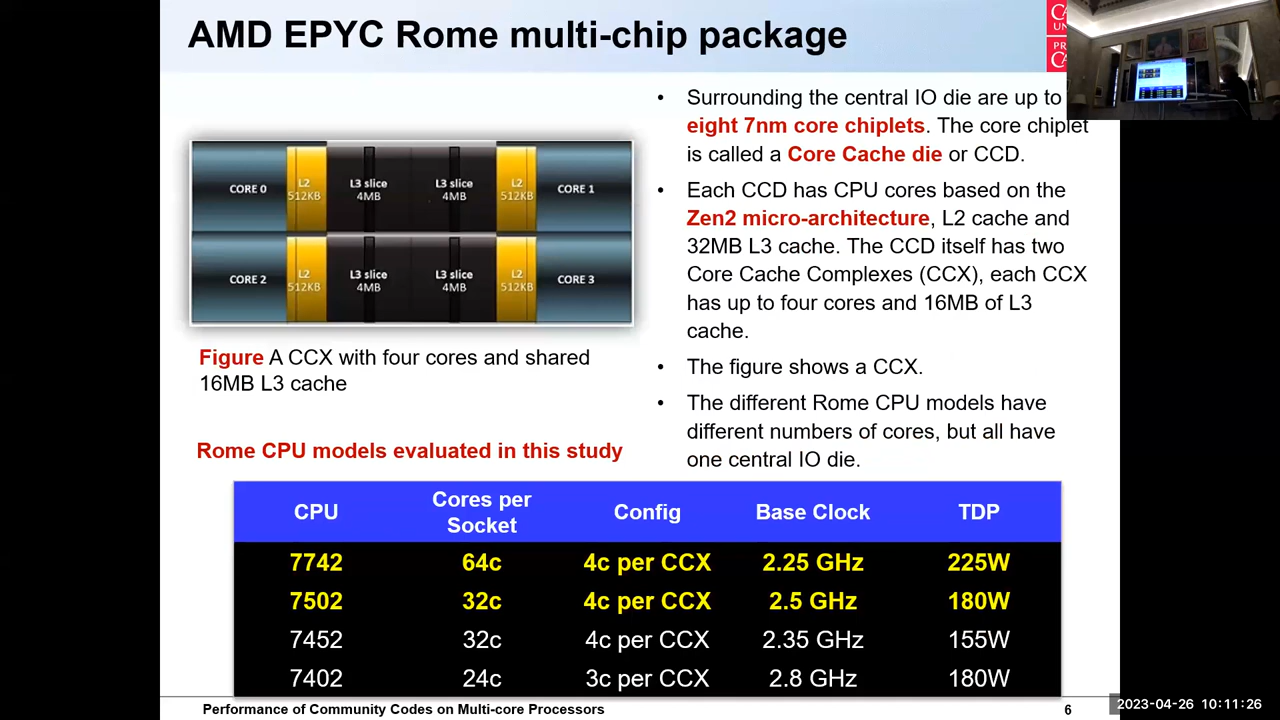 AMD EPYC Rome multi-chip package
CORE 0
L2
512KB
L3 slice
4MB
L3 slice
4MB
L2
512KB
CORE 1
CORE 2
L2
512KB
L3 slice
4MB
L3 slice
4MB
L2
512KB
CORE 3
Figure A CCX with four cores and shared
16MB L3 cache
• Surrounding the central IO die are up to
eight 7nm core chiplets. The core chiplet
is called a Core Cache die or CCD.
• Each CCD has CPU cores based on the
Zen2 micro-architecture, L2 cache and
32MB L3 cache. The CCD itself has two
Core Cache Complexes (CCX), each CCX
has up to four cores and 16MB of L3
cache.
• The figure shows a CCX.
• The different Rome CPU models have
different numbers of cores, but all have
one central IO die.
Rome CPU models evaluated in this study
CPU Cores per Socket Config Base Clock TDP
7742 64c 4c per CCX 2.25 GHz 225W
7502 32c 4c per CCX 2.5 GHz 180W
7452 32c 4c per CCX 2.35 GHz 155W
7402 24c 3c per CCX 2.8 GHz 180W
Performance of Community Codes on Multi-core Processors
6
2023-04-26 10:11:26